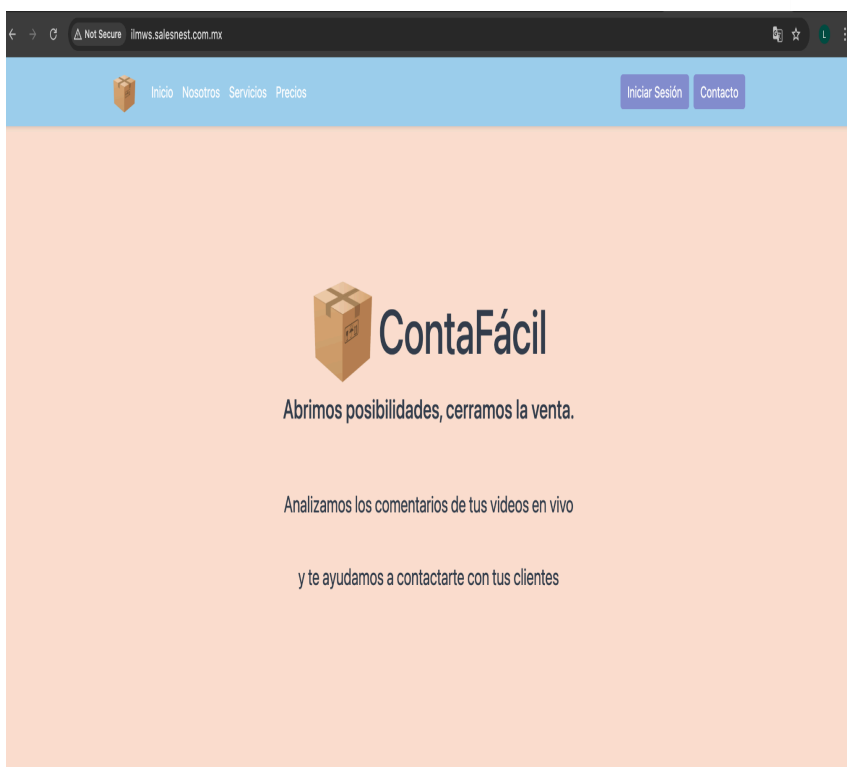 Not Secure ilmws.salesnest.com.mx L
Inicio Nosotros Servicios Precios Iniciar Sesión Contacto
ContaFácil
Abrimos posibilidades, cerramos la venta.
Analizamos los comentarios de tus videos en vivo
y te ayudamos a contactarte con tus clientes